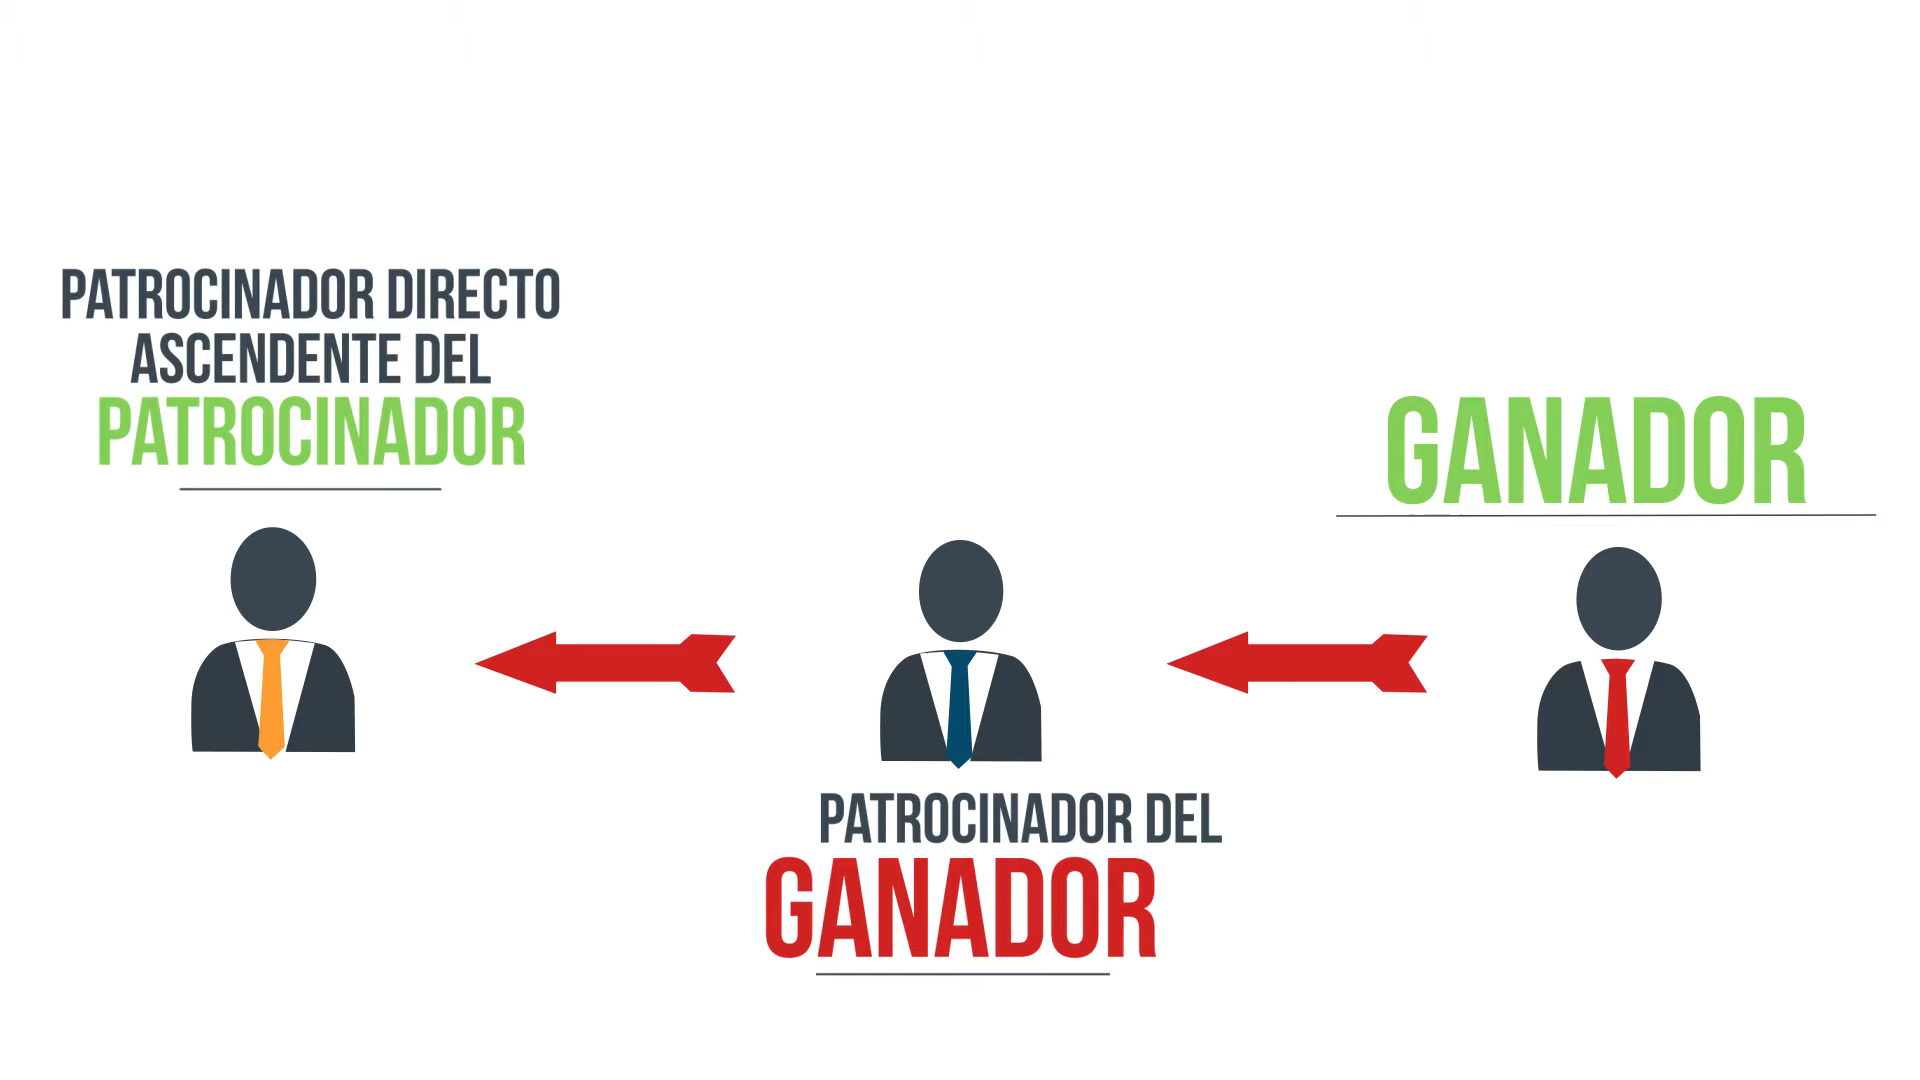 PATROCINADOR DIRECTO
ASCENDENTE DEL
PATROCINADOR
GANADOR
PATROCINADOR DEL
GANADOR